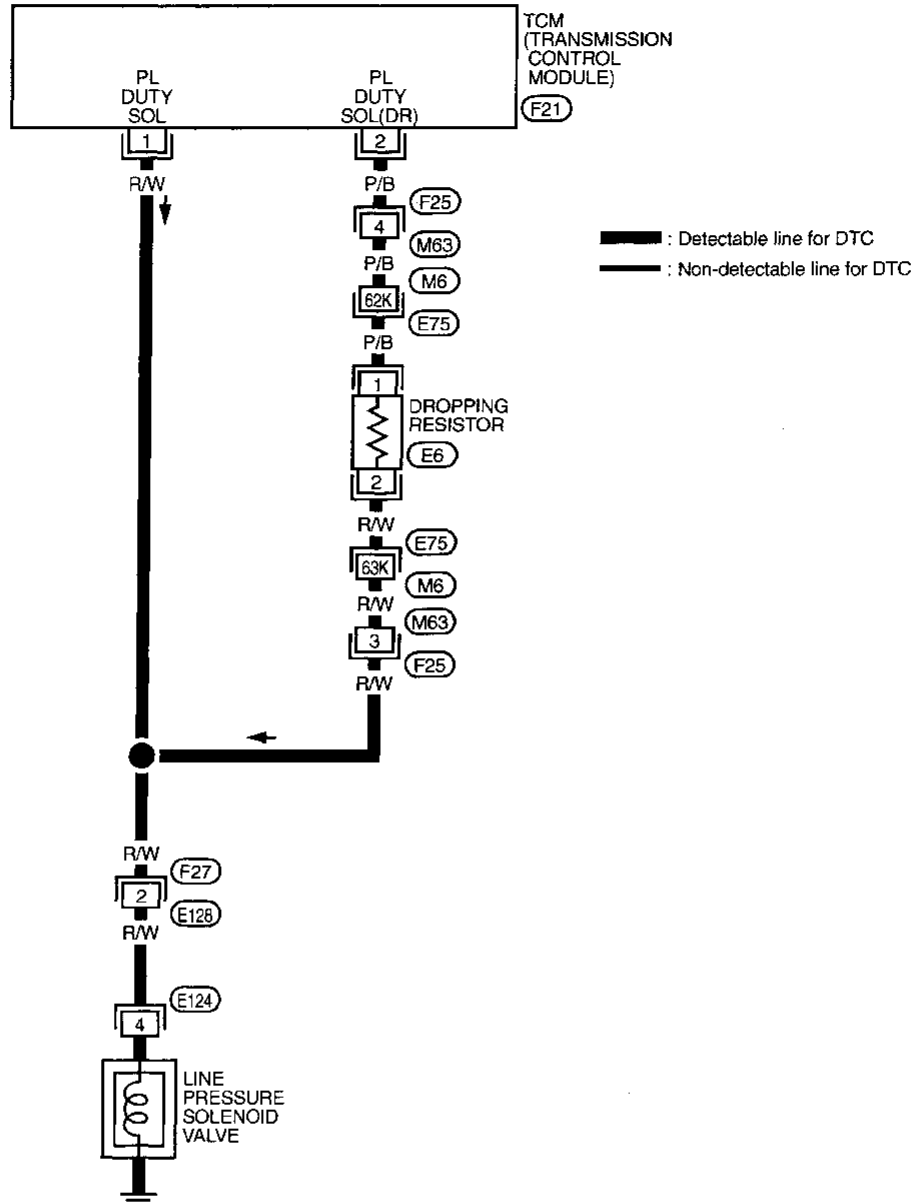 TCM
(TRANSMISSION
CONTROL
MODULE)
F21
PL
DUTY
SOL
PL
DUTY
SOL(DR)
1
2
R/W
P/B
F25
4
M63
P/B
M6
62K
E75
P/B
: Detectable line for DTC
: Non-detectable line for DTC
1
DROPPING
RESISTOR
E6
2
R/W
E75
63K
M6
R/W
M63
3
F25
R/W
R/W
F27
2
E128
R/W
E124
4
LINE
PRESSURE
SOLENOID
VALVE